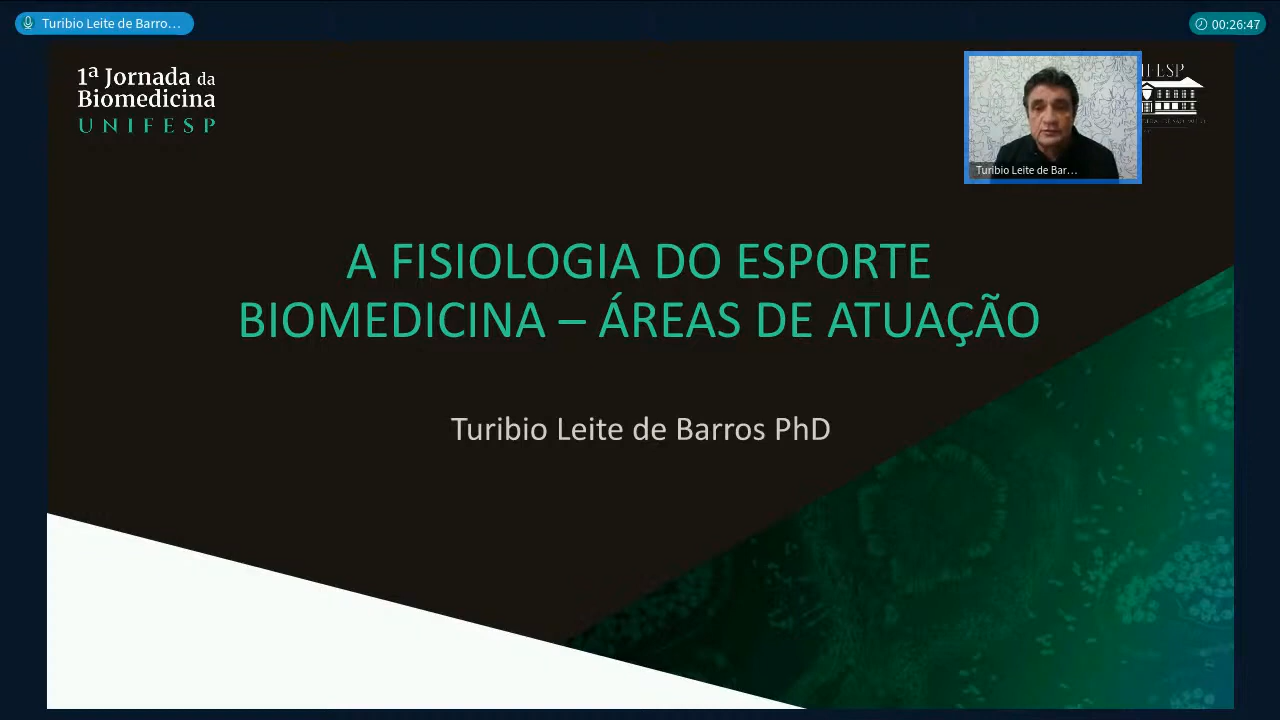 Turibio Leite de Barro…
00:26:47
1ª Jornada da
Biomedicina
UNIFESP
Turibio Leite de Bar…
A FISIOLOGIA DO ESPORTE
BIOMEDICINA – ÁREAS DE ATUAÇÃO
Turibio Leite de Barros PhD